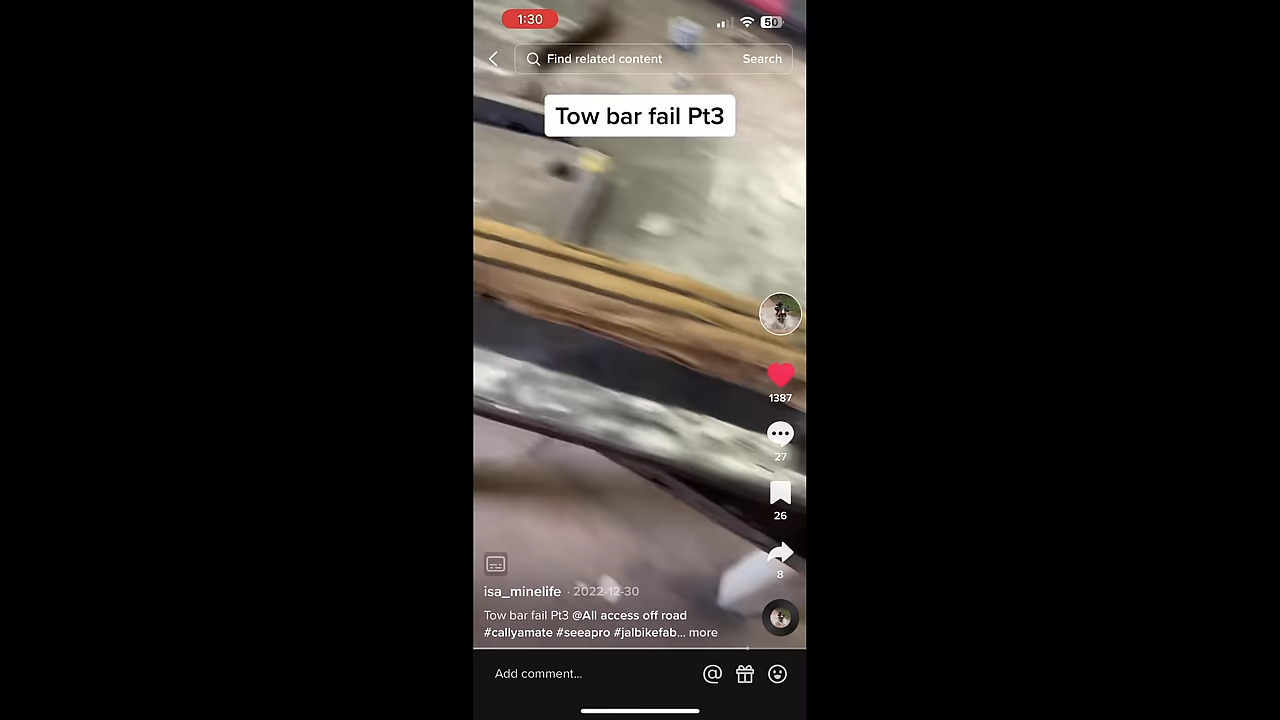 1:30
50
Find related content
Search
Tow bar fail Pt3
1387
27
26
8
isa_minelife · 2022-12-30
Tow bar fail Pt3 @All access off road
#callyamate #seeapro #jalbikefab... more
Add comment...